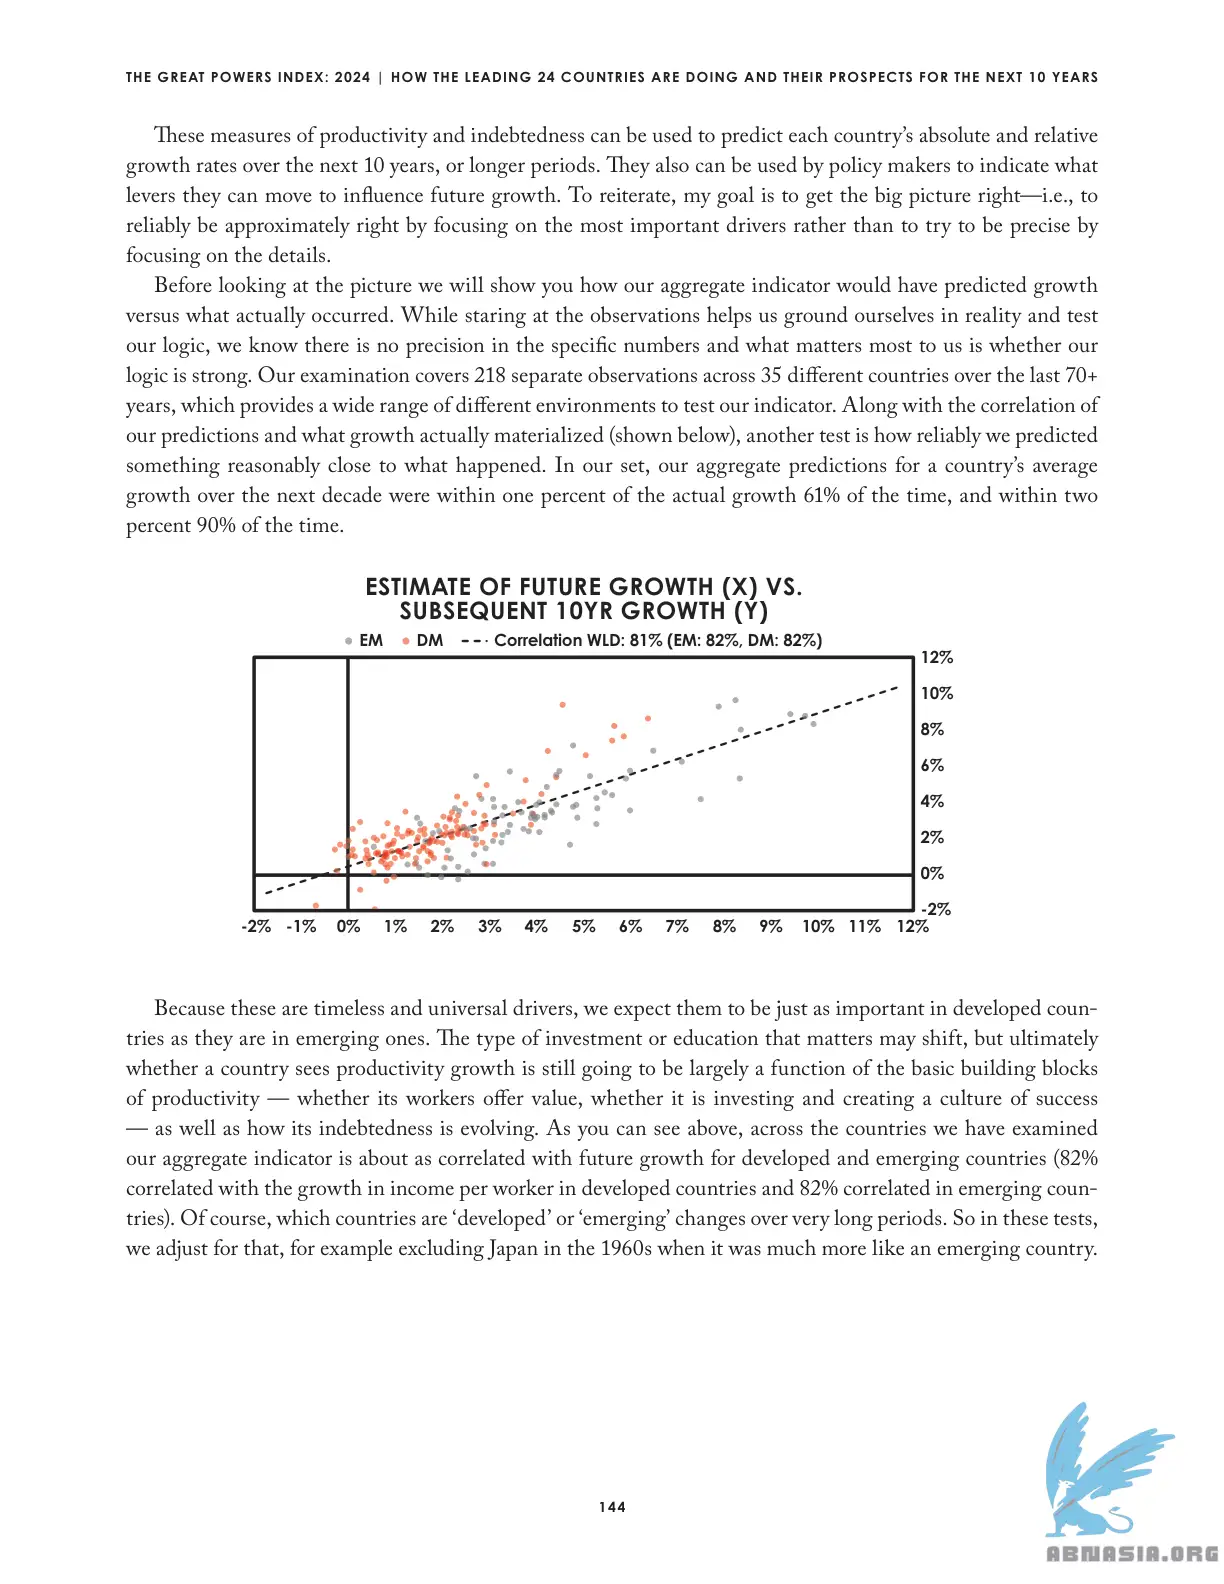 THE GREAT POWERS INDEX: 2024 | HOW THE LEADING 24 COUNTRIES ARE DOING AND THEIR PROSPECTS FOR THE NEXT 10 YEARS
These measures of productivity and indebtedness can be used to predict each country’s absolute and relative
growth rates over the next 10 years, or longer periods. They also can be used by policy makers to indicate what
levers they can move to influence future growth. To reiterate, my goal is to get the big picture right—i.e., to
reliably be approximately right by focusing on the most important drivers rather than to try to be precise by
focusing on the details.
Before looking at the picture we will show you how our aggregate indicator would have predicted growth
versus what actually occurred. While staring at the observations helps us ground ourselves in reality and test
our logic, we know there is no precision in the specific numbers and what matters most to us is whether our
logic is strong. Our examination covers 218 separate observations across 35 different countries over the last 70+
years, which provides a wide range of different environments to test our indicator. Along with the correlation of
our predictions and what growth actually materialized (shown below), another test is how reliably we predicted
something reasonably close to what happened. In our set, our aggregate predictions for a country’s average
growth over the next decade were within one percent of the actual growth 61% of the time, and within two
percent 90% of the time.
ESTIMATE OF FUTURE GROWTH (X) VS.
SUBSEQUENT 10YR GROWTH (Y)
EM DM Correlation WLD: 81% (EM: 82%, DM: 82%)
12%
10%
8%
6%
4%
2%
0%
-2%
-2% -1% 0% 1% 2% 3% 4% 5% 6% 7% 8% 9% 10% 11% 12%
Because these are timeless and universal drivers, we expect them to be just as important in developed coun-
tries as they are in emerging ones. The type of investment or education that matters may shift, but ultimately
whether a country sees productivity growth is still going to be largely a function of the basic building blocks
of productivity — whether its workers offer value, whether it is investing and creating a culture of success
— as well as how its indebtedness is evolving. As you can see above, across the countries we have examined
our aggregate indicator is about as correlated with future growth for developed and emerging countries (82%
correlated with the growth in income per worker in developed countries and 82% correlated in emerging coun-
tries). Of course, which countries are ‘developed’ or ‘emerging’ changes over very long periods. So in these tests,
we adjust for that, for example excluding Japan in the 1960s when it was much more like an emerging country.
144
ABNASIA.ORG